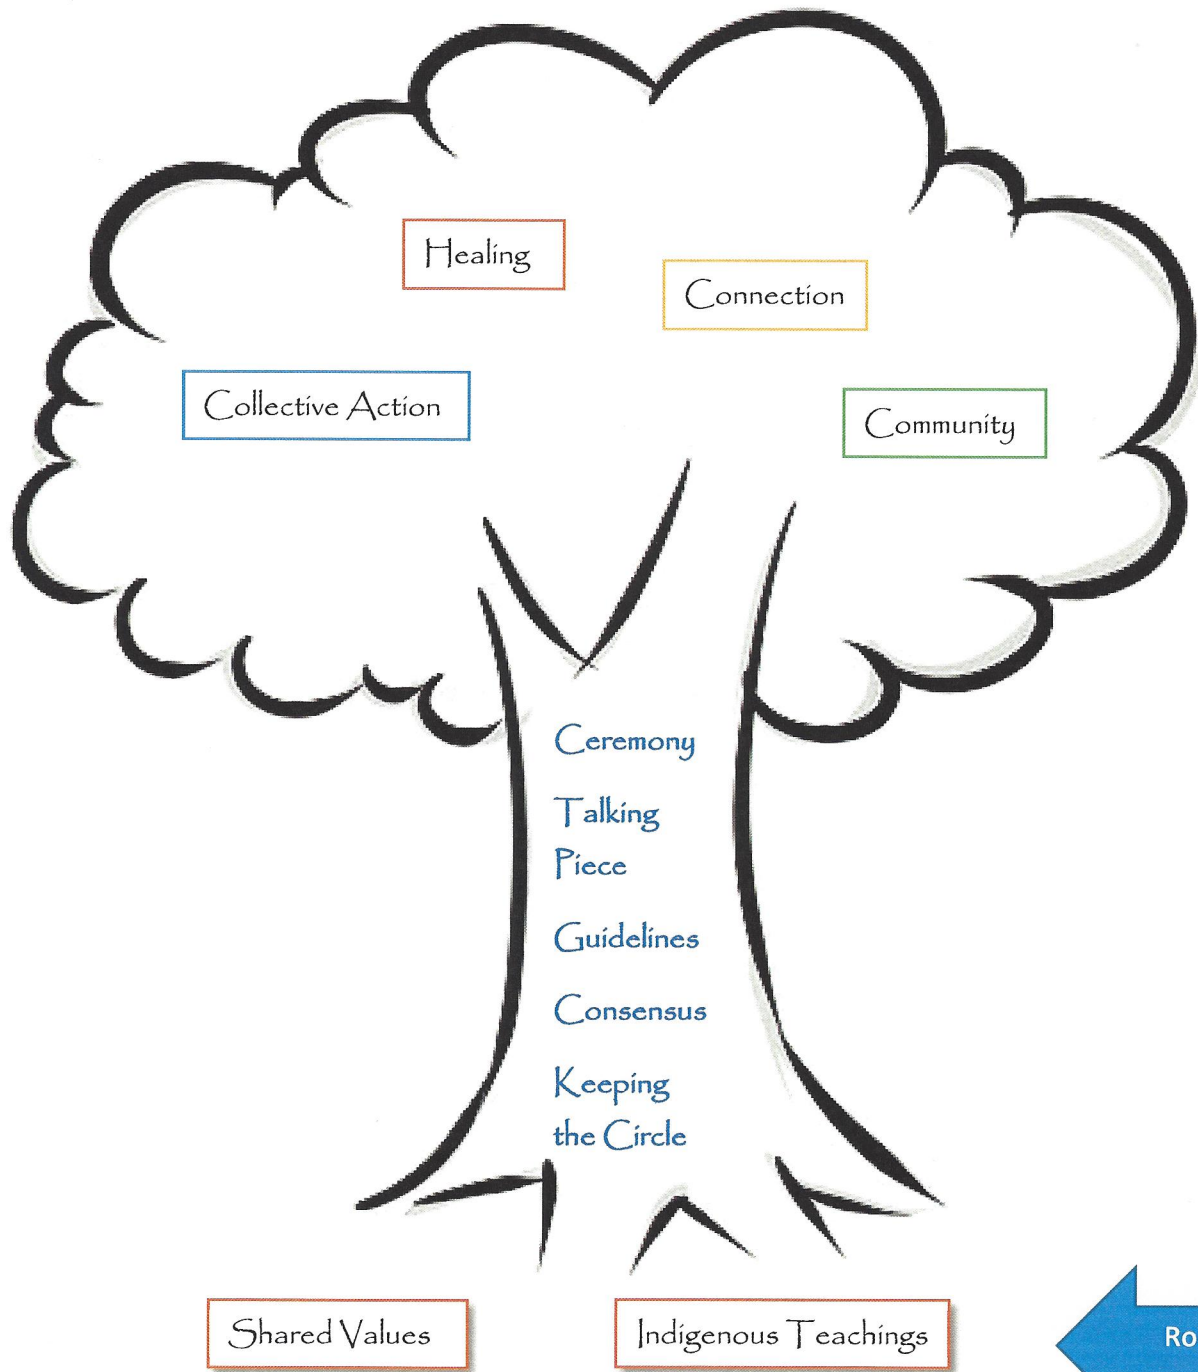 Healing
Connection
Collective Action
Community
Ceremony
Talking
Piece
Guidelines
Consensus
Keeping
the Circle
Shared Values
Indigenous Teachings